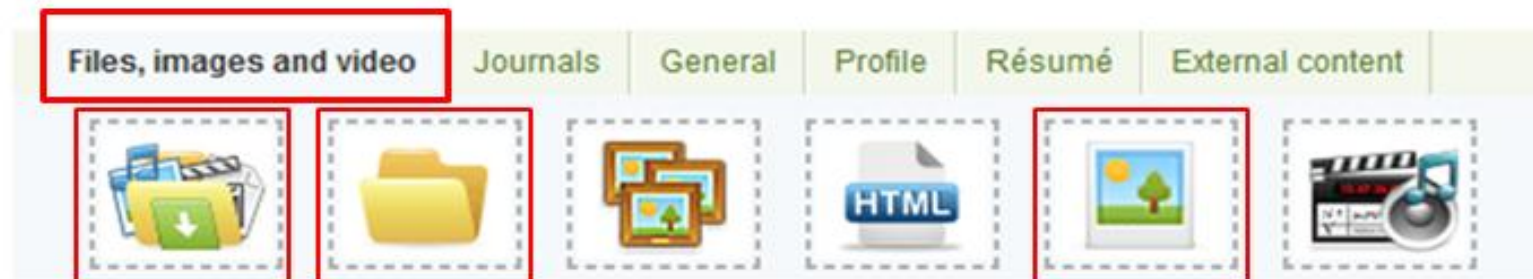 Files, images and video Journals General Profile Résumé External content
HTML